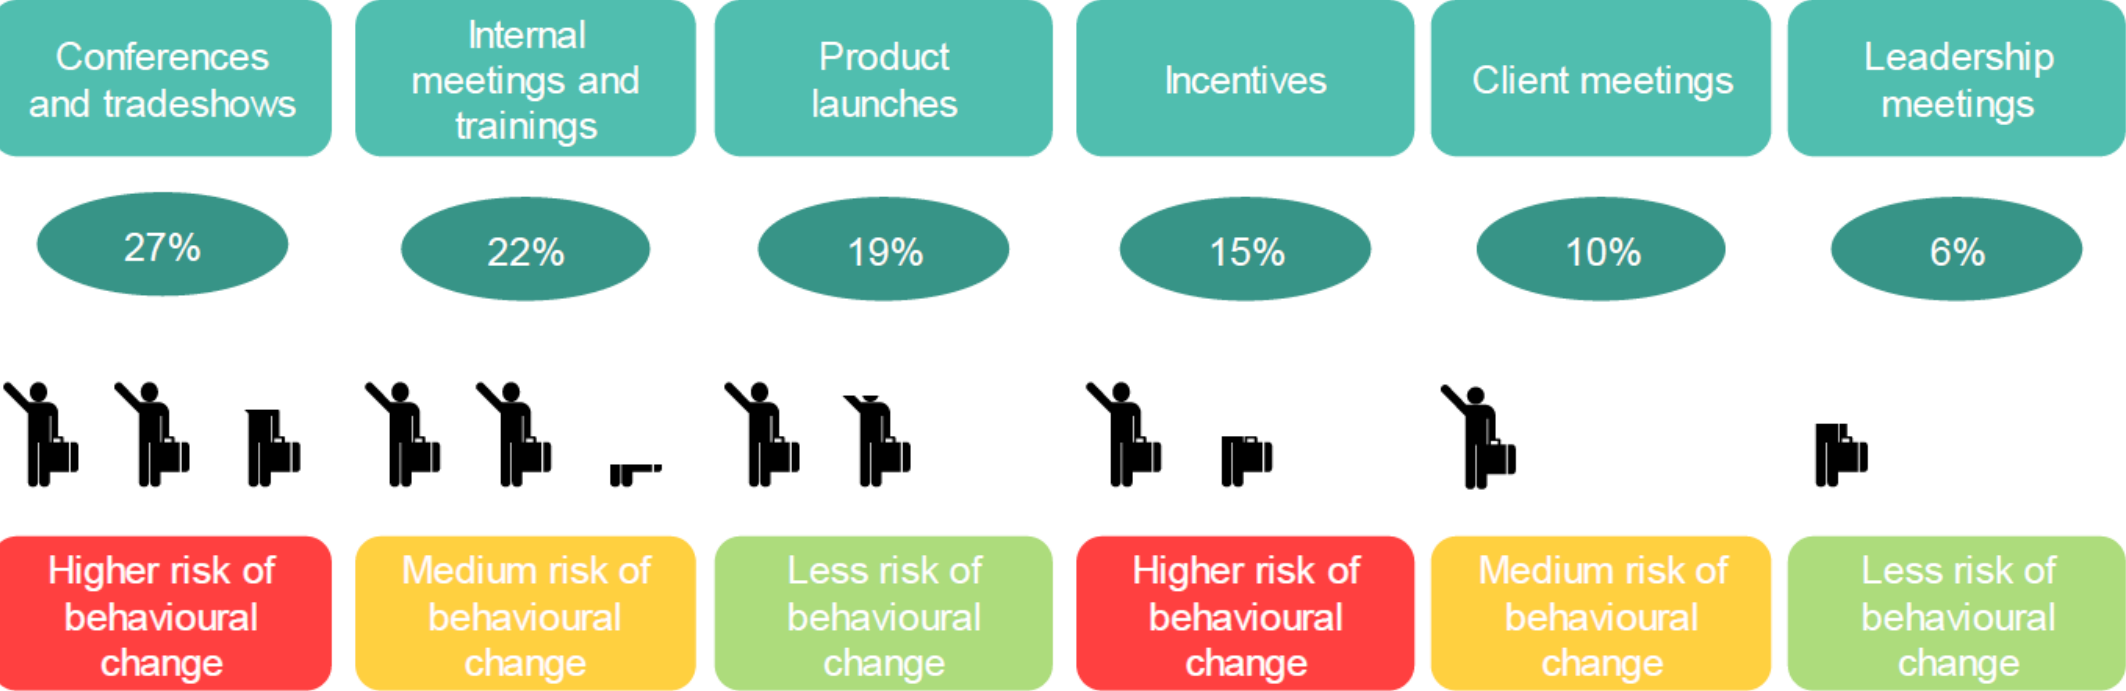 Conferences
and tradeshows
Internal
meetings and
trainings
Product
launches
Incentives
Client meetings
Leadership
meetings
27%
22%
19%
15%
10%
6%
Higher risk of
behavioural
change
Medium risk of
behavioural
change
Less risk of
behavioural
change
Higher risk of
behavioural
change
Medium risk of
behavioural
change
Less risk of
behavioural
change